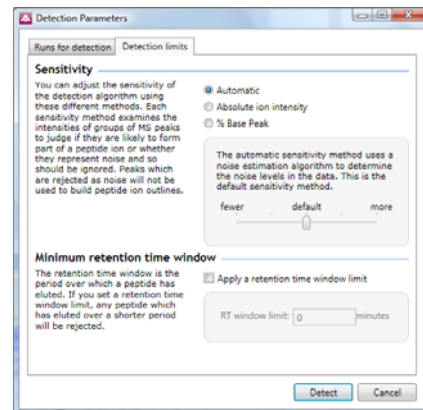 Detection Parameters
Runs for detection
Detection limits
Sensitivity
You can adjust the sensitivity of
the detection algorithm using
these different methods. Each
sensitivity method examines the
intensities of groups of MS peaks
to judge if they are likely to form
part of a peptide ion or whether
they represent noise and so
should be ignored. Peaks which
are rejected as noise will not be
used to build peptide ion outlines.
Automatic
Absolute ion intensity
% Base Peak
The automatic sensitivity method uses a
noise estimation algorithm to determine
the noise levels in the data. This is the
default sensitivity method.
fewer default more
Minimum retention time window
The retention time window is the
period over which a peptide has
eluted. If you set a retention time
window limit, any peptide which
has eluted over a shorter period
will be rejected.
Apply a retention time window limit
RT window limit: 0 minutes
Detect Cancel